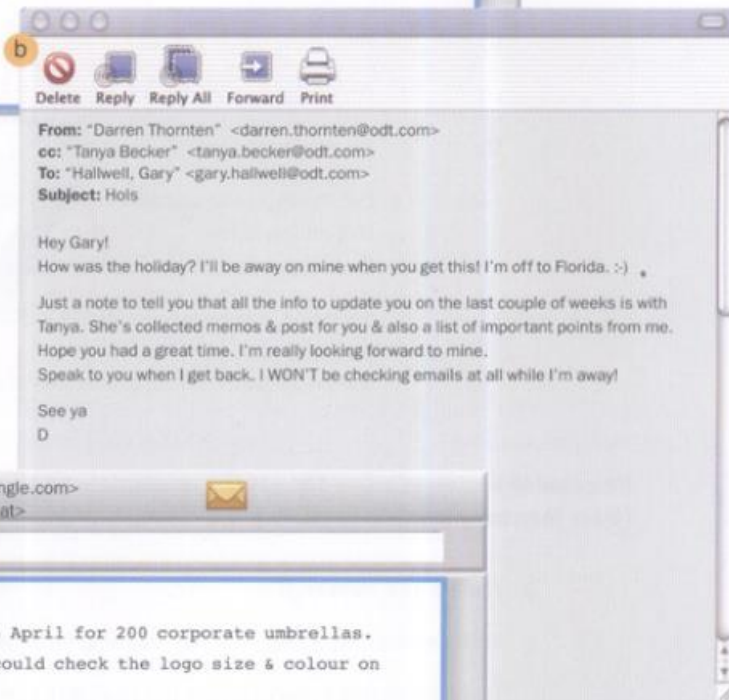 b
Delete Reply Reply All Forward Print
From: "Darren Thornten" <darren.thornten@odt.com>
cc: "Tanya Becker" <tanya.becker@odt.com>
To: "Hallwell, Gary" <gary.hallwell@odt.com>
Subject: Hols
Hey Gary!
How was the holiday? I'll be away on mine when you get this! I'm off to Florida. :-)
Just a note to tell you that all the info to update you on the last couple of weeks is with
Tanya. She's collected memos & post for you & also a list of important points from me.
Hope you had a great time. I'm really looking forward to mine.
Speak to you when I get back. I WON'T be checking emails at all while I'm away!
See ya
D
ngle.com>
at>
April for 200 corporate umbrellas.
ould check the logo size & colour on